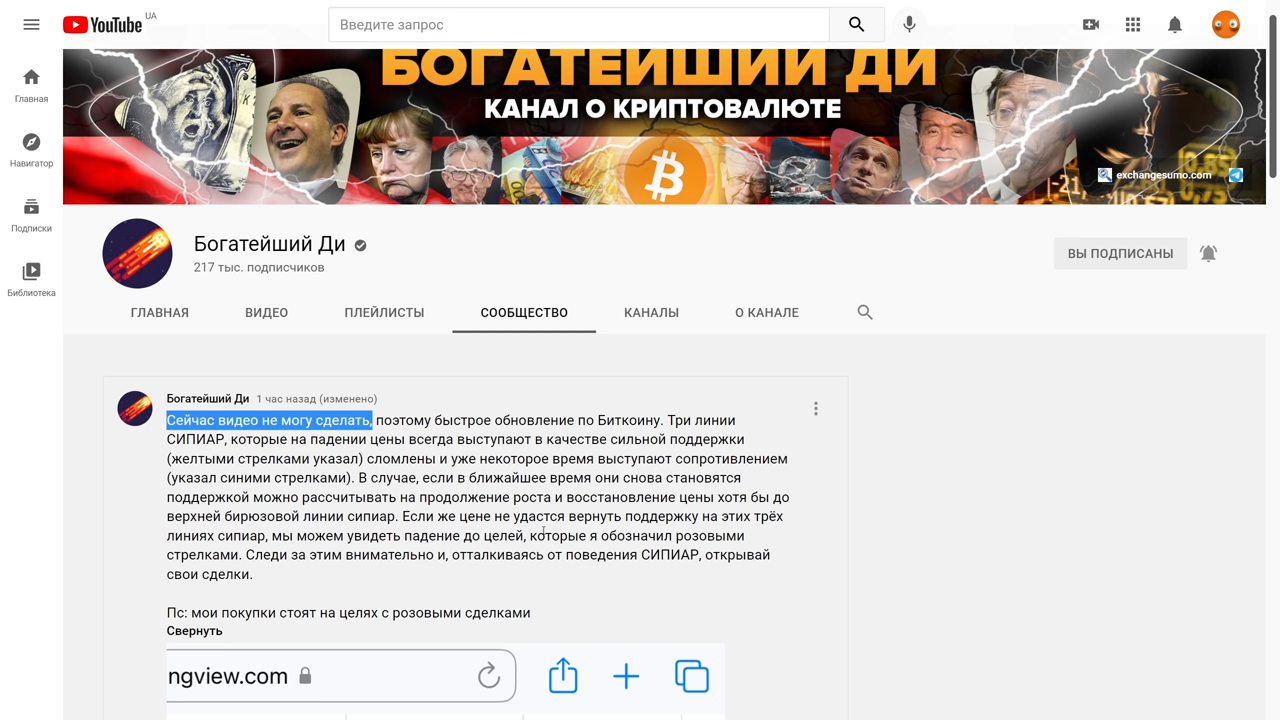 YouTube UA
Введите запрос
Главная
Навигатор
Подписки
Библиотека
БОГАТЕЙШИЙ ДИ
КАНАЛ О КРИПТОВАЛЮТЕ
exchangesumo.com
Богатейший Ди
217 тыс. подписчиков
ВЫ ПОДПИСАНЫ
ГЛАВНАЯ ВИДЕО ПЛЕЙЛИСТЫ СООБЩЕСТВО КАНАЛЫ О КАНАЛЕ
Богатейший Ди 1 час назад (изменено)
Сейчас видео не могу сделать, поэтому быстрое обновление по Биткоину. Три линии
СИПИАР, которые на падении цены всегда выступают в качестве сильной поддержки
(желтыми стрелками указал) сломлены и уже некоторое время выступают сопротивлением
(указал синими стрелками). В случае, если в ближайшее время они снова становятся
поддержкой можно рассчитывать на продолжение роста и восстановление цены хотя бы до
верхней бирюзовой линии сипиар. Если же цене не удастся вернуть поддержку на этих трёх
линиях сипиар, мы можем увидеть падение до целей, которые я обозначил розовыми
стрелками. Следи за этим внимательно и, отталкиваясь от поведения СИПИАР, открывай
свои сделки.
Пс: мои покупки стоят на целях с розовыми сделками
Свернуть
ngview.com